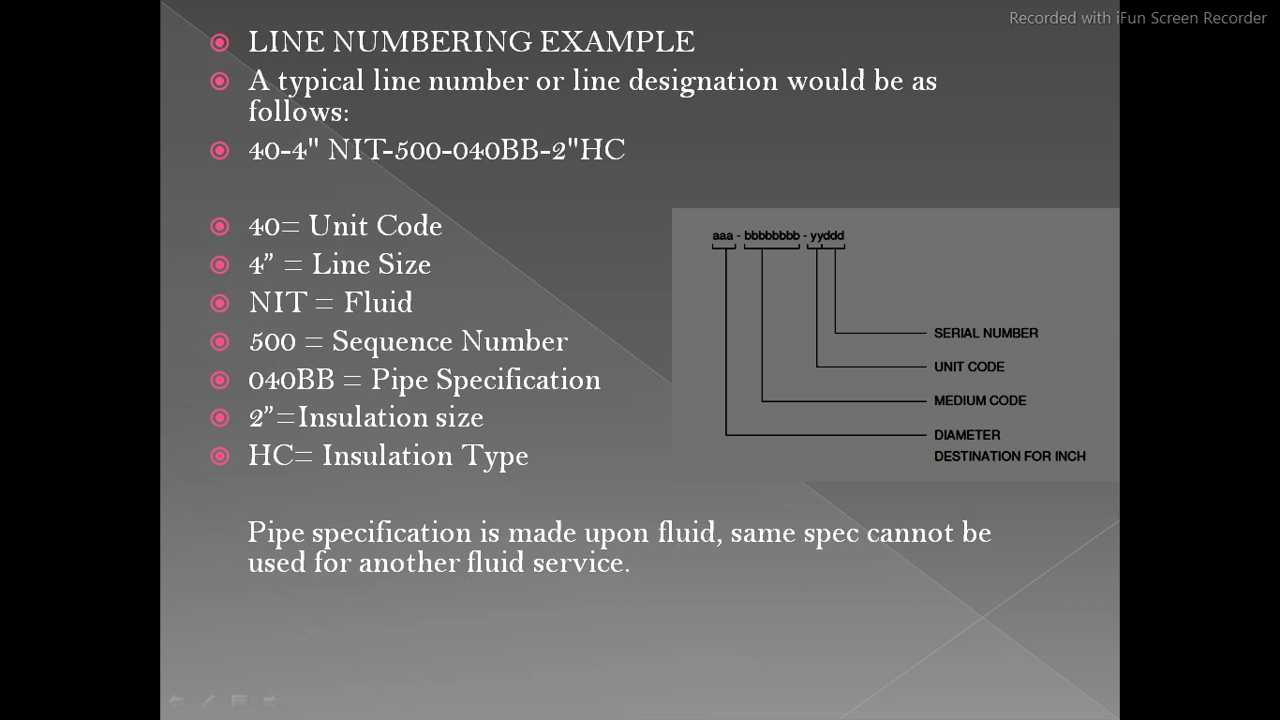 Recorded with iFun Screen Recorder
LINE NUMBERING EXAMPLE
A typical line number or line designation would be as
follows:
40-4" NIT-500-040BB-2"HC
40= Unit Code
4” = Line Size
NIT = Fluid
500 = Sequence Number
040BB = Pipe Specification
2”=Insulation size
HC= Insulation Type
aaa - bbbbbbbb - yyddd
SERIAL NUMBER
UNIT CODE
MEDIUM CODE
DIAMETER
DESTINATION FOR INCH
Pipe specification is made upon fluid, same spec cannot be
used for another fluid service.